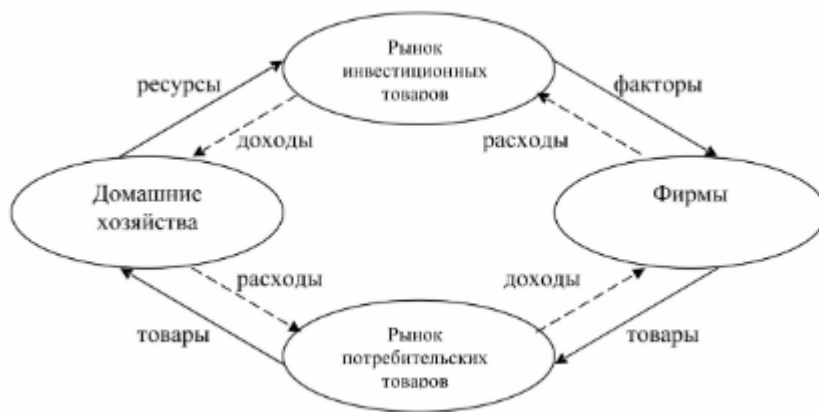 Рынок
инвестиционных
товаров
ресурсы
факторы
доходы
расходы
Домашние
хозяйства
Фирмы
расходы
доходы
товары
товары
Рынок
потребительских
товаров